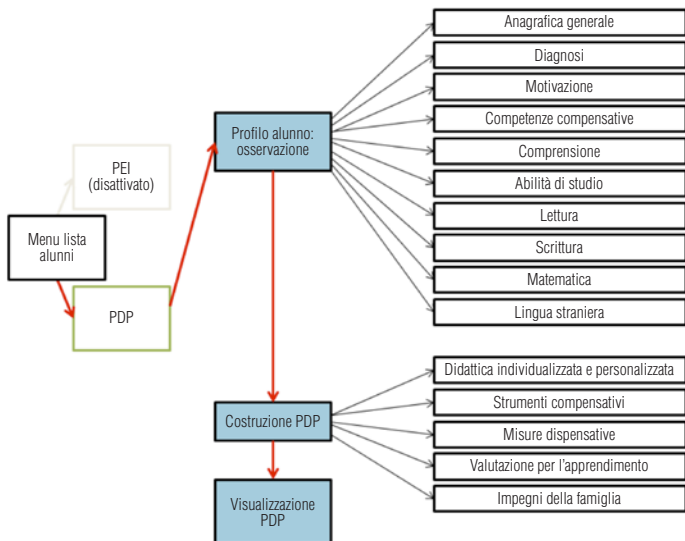 Menu lista
alunni
PEI
(disattivato)
PDP
Profilo alunno:
osservazione
Anagrafica generale
Diagnosi
Motivazione
Competenze compensative
Comprensione
Abilità di studio
Lettura
Scrittura
Matematica
Lingua straniera
Costruzione PDP
Didattica individualizzata e personalizzata
Strumenti compensativi
Misure dispensative
Valutazione per l'apprendimento
Impegni della famiglia
Visualizzazione
PDP